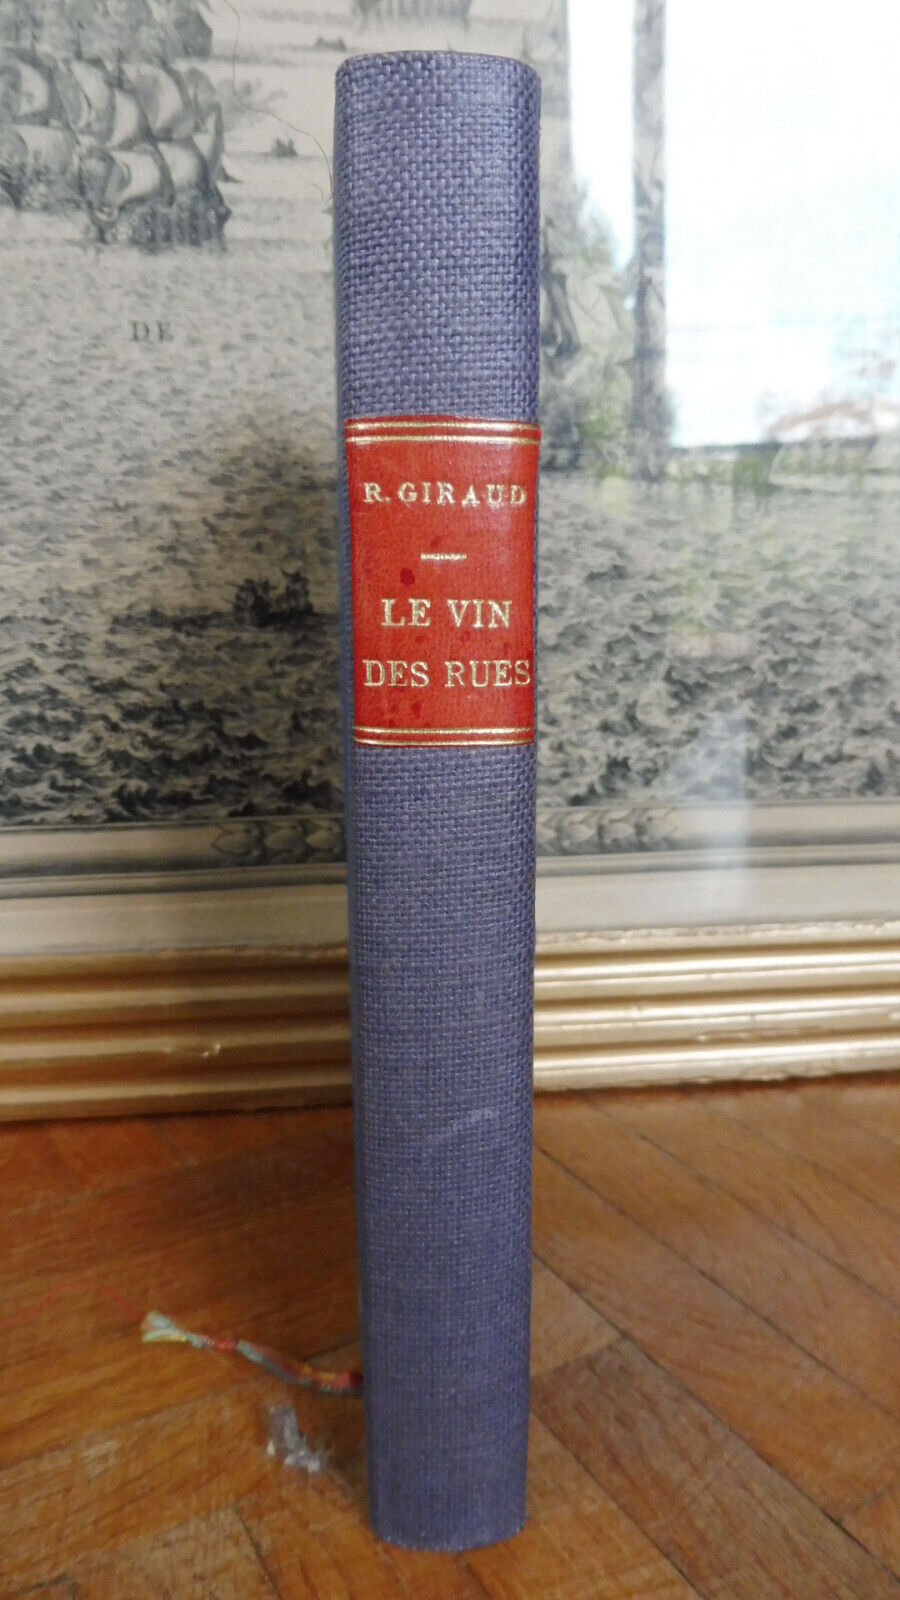 DE
R. GIRAUD
LE VIN
DES RUES